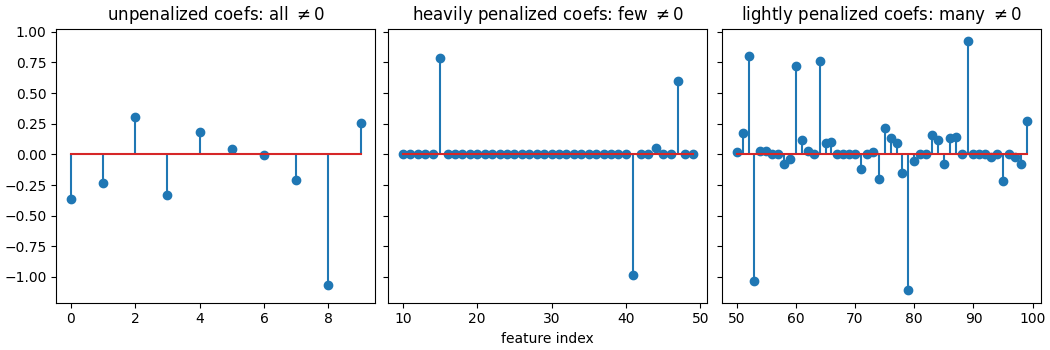 unpenalized coefs: all ≠0
heavily penalized coefs: few ≠0
lightly penalized coefs: many ≠0
1.00
0.75
0.50
0.25
0.00
−0.25
−0.50
−0.75
−1.00
0 2 4 6 8
10 20 30 40 50
50 60 70 80 90 100
feature index